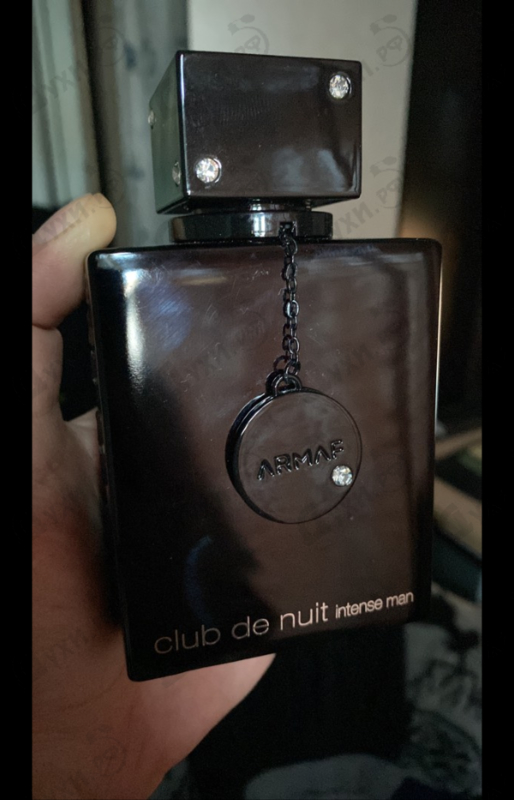 ARMAF
club de nuit intense man